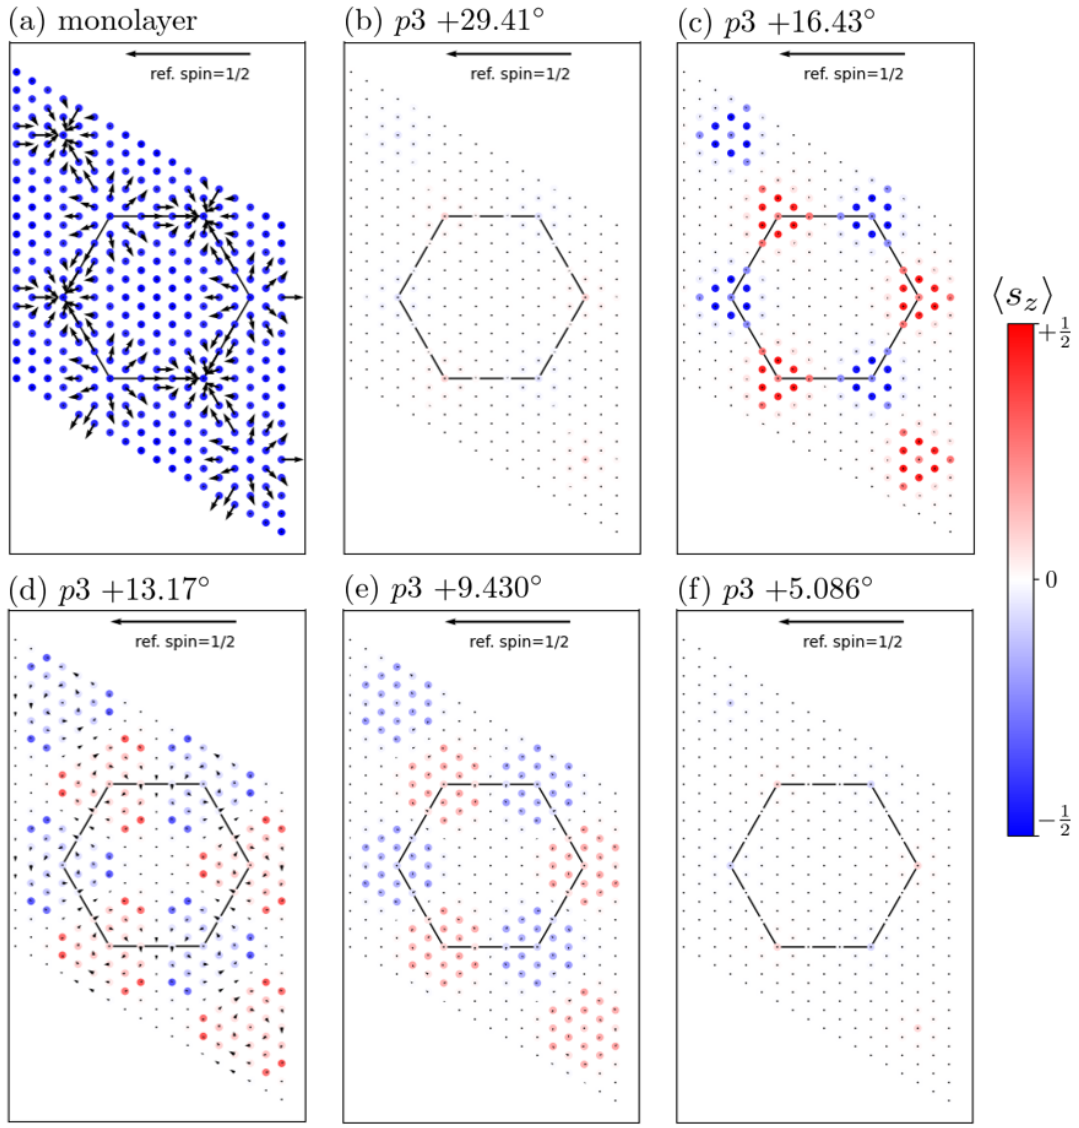 (a) monolayer
ref. spin=1/2
(b) p3 +29.41°
ref. spin=1/2
(c) p3 +16.43°
ref. spin=1/2
⟨s_z⟩
+1/2
0
-1/2
(d) p3 +13.17°
ref. spin=1/2
(e) p3 +9.430°
ref. spin=1/2
(f) p3 +5.086°
ref. spin=1/2